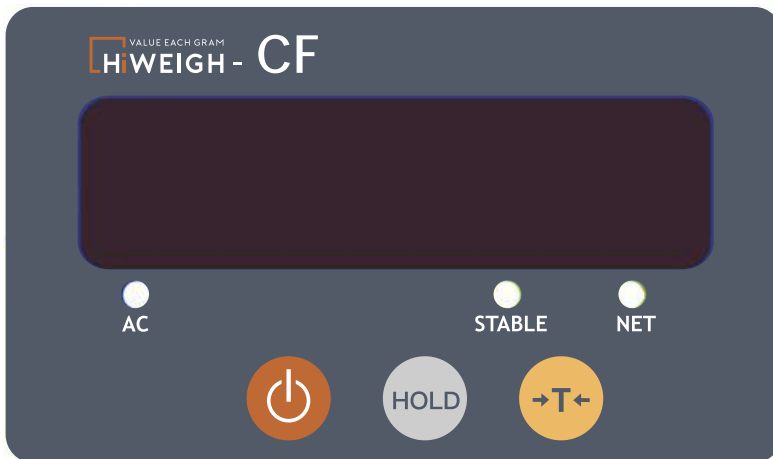 VALUE EACH GRAM
HiWEIGH - CF
AC
STABLE
NET
HOLD
→T←